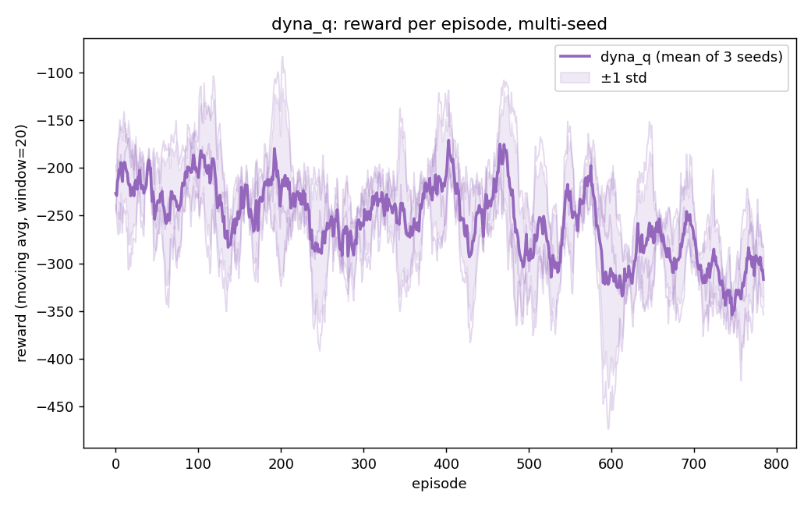 dyna_q: reward per episode, multi-seed
dyna_q (mean of 3 seeds)
±1 std
reward (moving avg, window=20)
−100
−150
−200
−250
−300
−350
−400
−450
0 100 200 300 400 500 600 700 800
episode